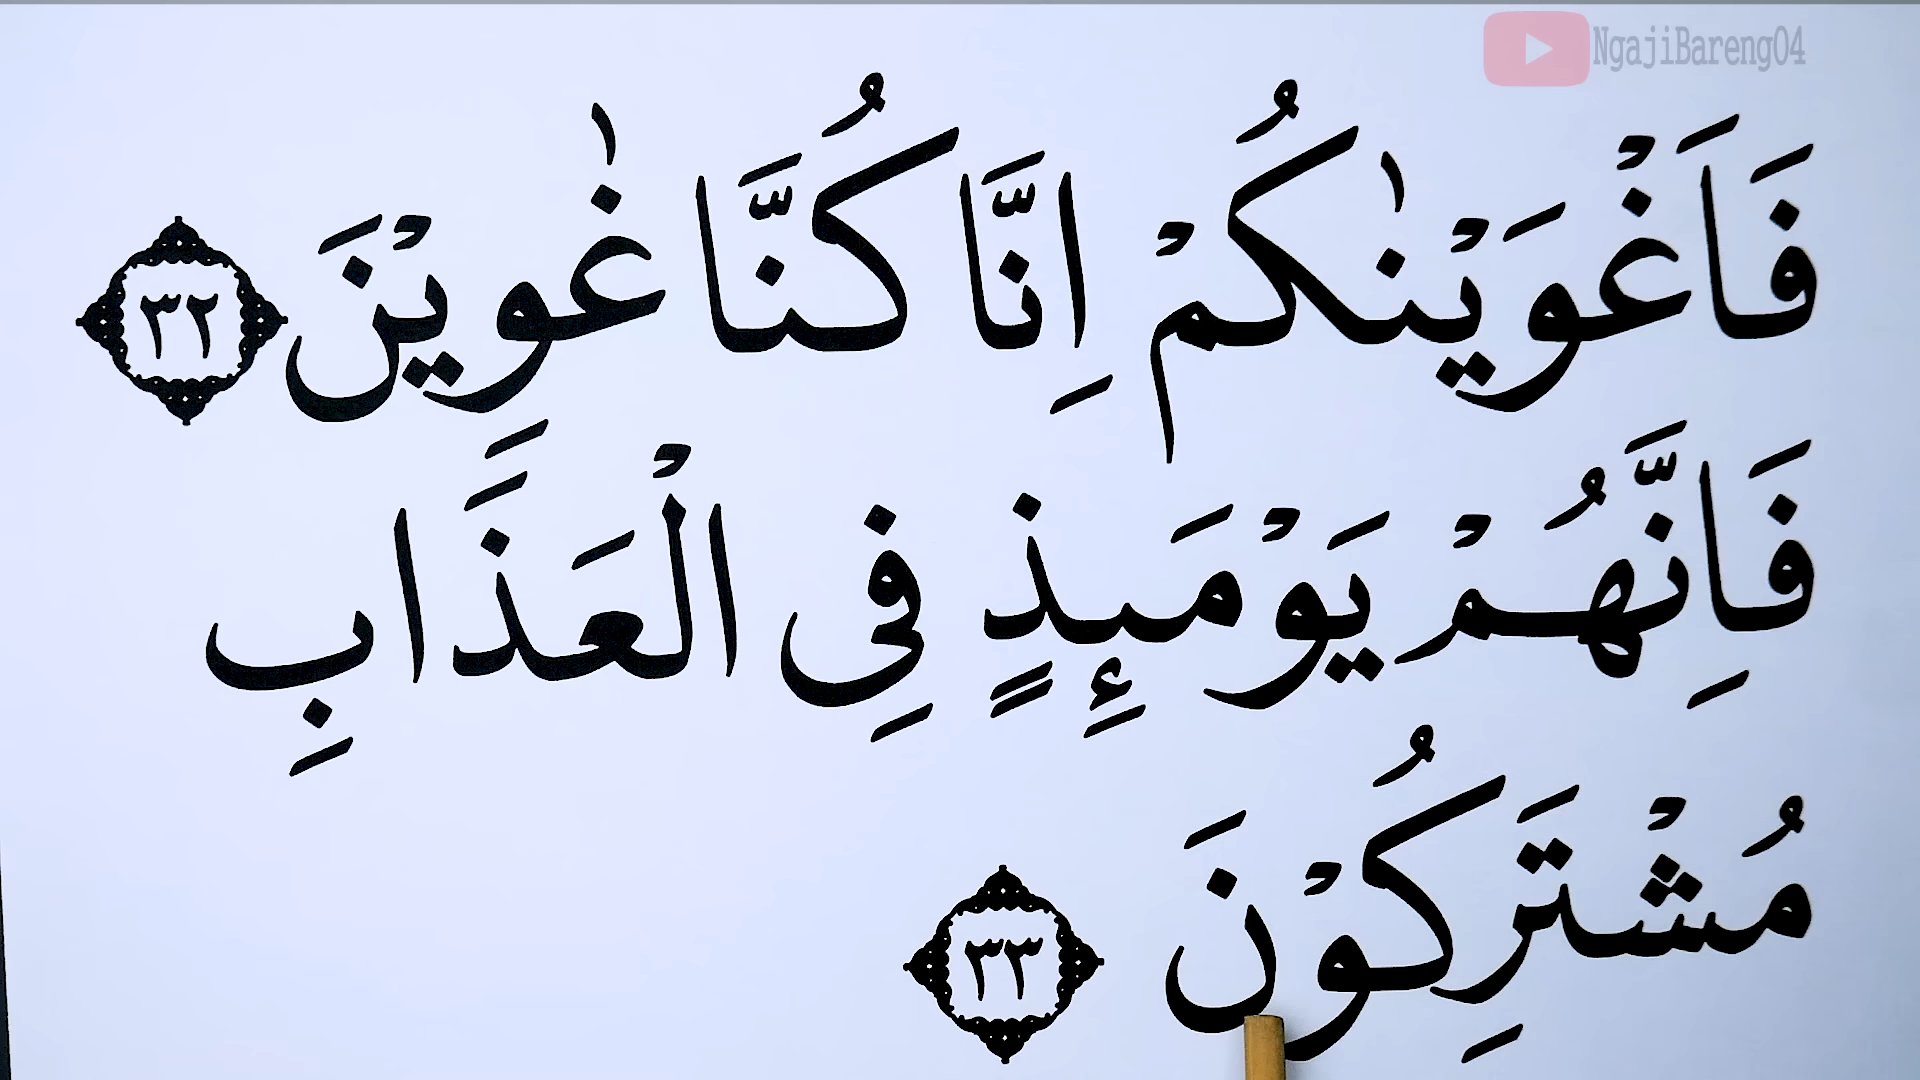 NgajiBareng04
فَاَغْوَيْنٰكُمْ اِنَّا كُنَّا غٰوِيْنَ ٣٢
فَاِنَّهُمْ يَوْمَىِٕذٍ فِى الْعَذَابِ
مُشْتَرِكُوْنَ ٣٣